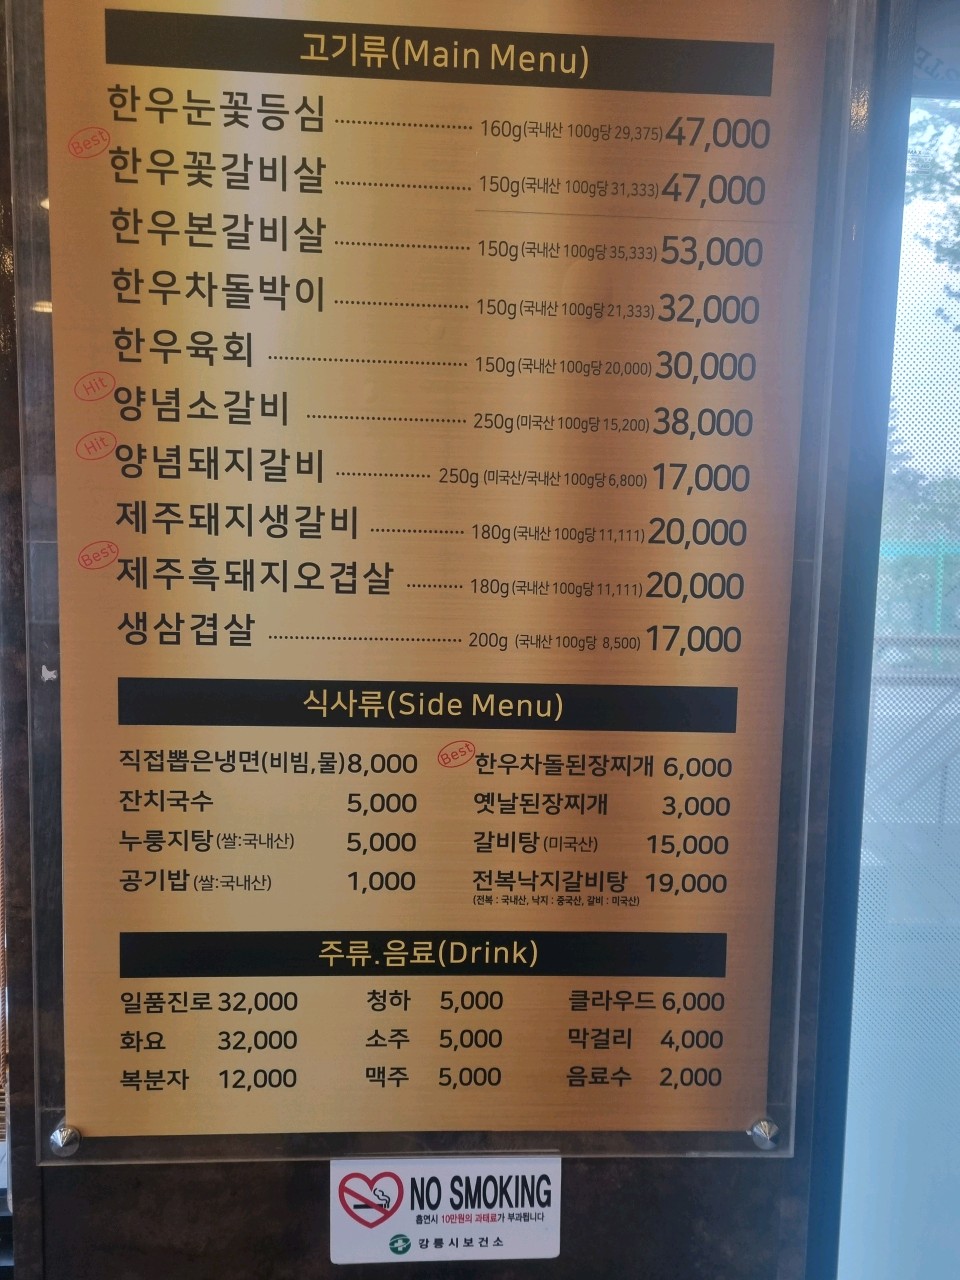 고기류(Main Menu)
한우눈꽃등심 160g(국내산 100g당 29,375) 47,000
Best
한우꽃갈비살 150g(국내산 100g당 31,333) 47,000
한우본갈비살 150g(국내산 100g당 35,333) 53,000
한우차돌박이 150g(국내산 100g당 21,333) 32,000
한우육회 150g(국내산 100g당 20,000) 30,000
Hit
양념소갈비 250g(미국산 100g당 15,200) 38,000
Hit
양념돼지갈비 250g (미국산/국내산 100g당 6,800) 17,000
제주돼지생갈비 180g(국내산 100g당 11,111) 20,000
Best
제주흑돼지오겹살 180g(국내산 100g당 11,111) 20,000
생삼겹살 200g (국내산 100g당 8,500) 17,000
식사류(Side Menu)
직접뽑은냉면(비빔,물) 8,000
잔치국수 5,000
누룽지탕 (쌀:국내산) 5,000
공기밥 (쌀:국내산) 1,000
Best
한우차돌된장찌개 6,000
옛날된장찌개 3,000
갈비탕 (미국산) 15,000
전복낙지갈비탕 19,000
(전복 : 국내산, 낙지 : 중국산, 갈비 : 미국산)
주류.음료(Drink)
일품진로 32,000 청하 5,000 클라우드 6,000
화요 32,000 소주 5,000 막걸리 4,000
복분자 12,000 맥주 5,000 음료수 2,000
NO SMOKING
흡연시 10만원의 과태료가 부과됩니다
강릉시보건소